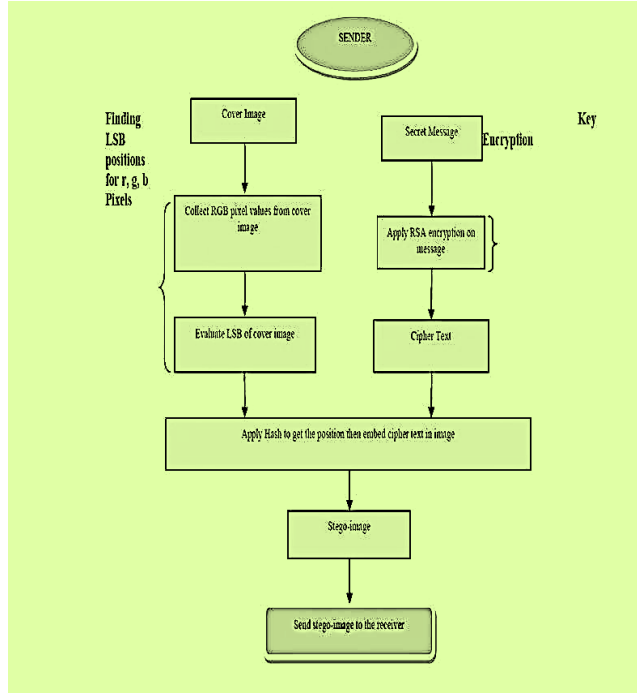 SENDER
Finding
LSB
positions
for r, g, b
Pixels
Cover Image
Secret Message
Key
Encryption
Collect RGB pixel values from cover
image
Apply RSA encryption on
message
Evaluate LSB of cover image
Cipher Text
Apply Hash to get the position then embed cipher text in image
Stego-image
Send stego-image to the receiver